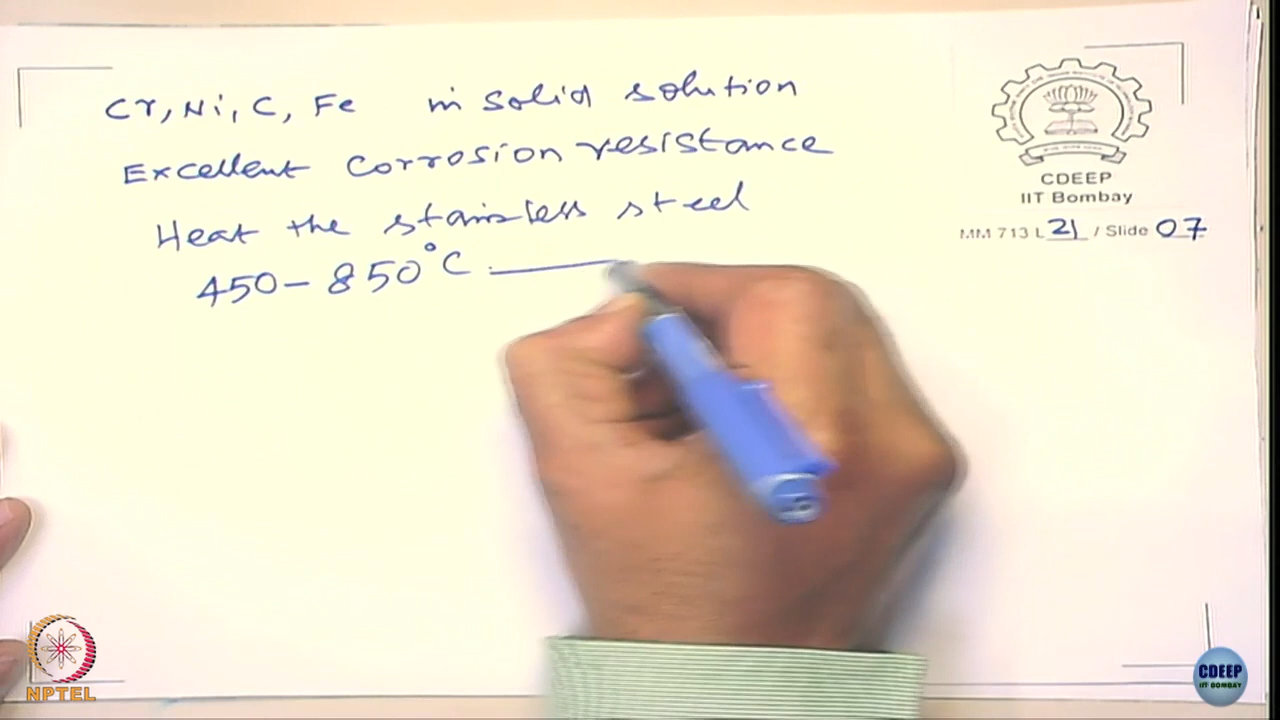 Cr, Ni, C, Fe in solid solution
Excellent Corrosion resistance
Heat the stainless steel
450 - 850°C
CDEEP
IIT Bombay
MM 713 L 21 / Slide 07
NPTEL
CDEEP
IIT BOMBAY